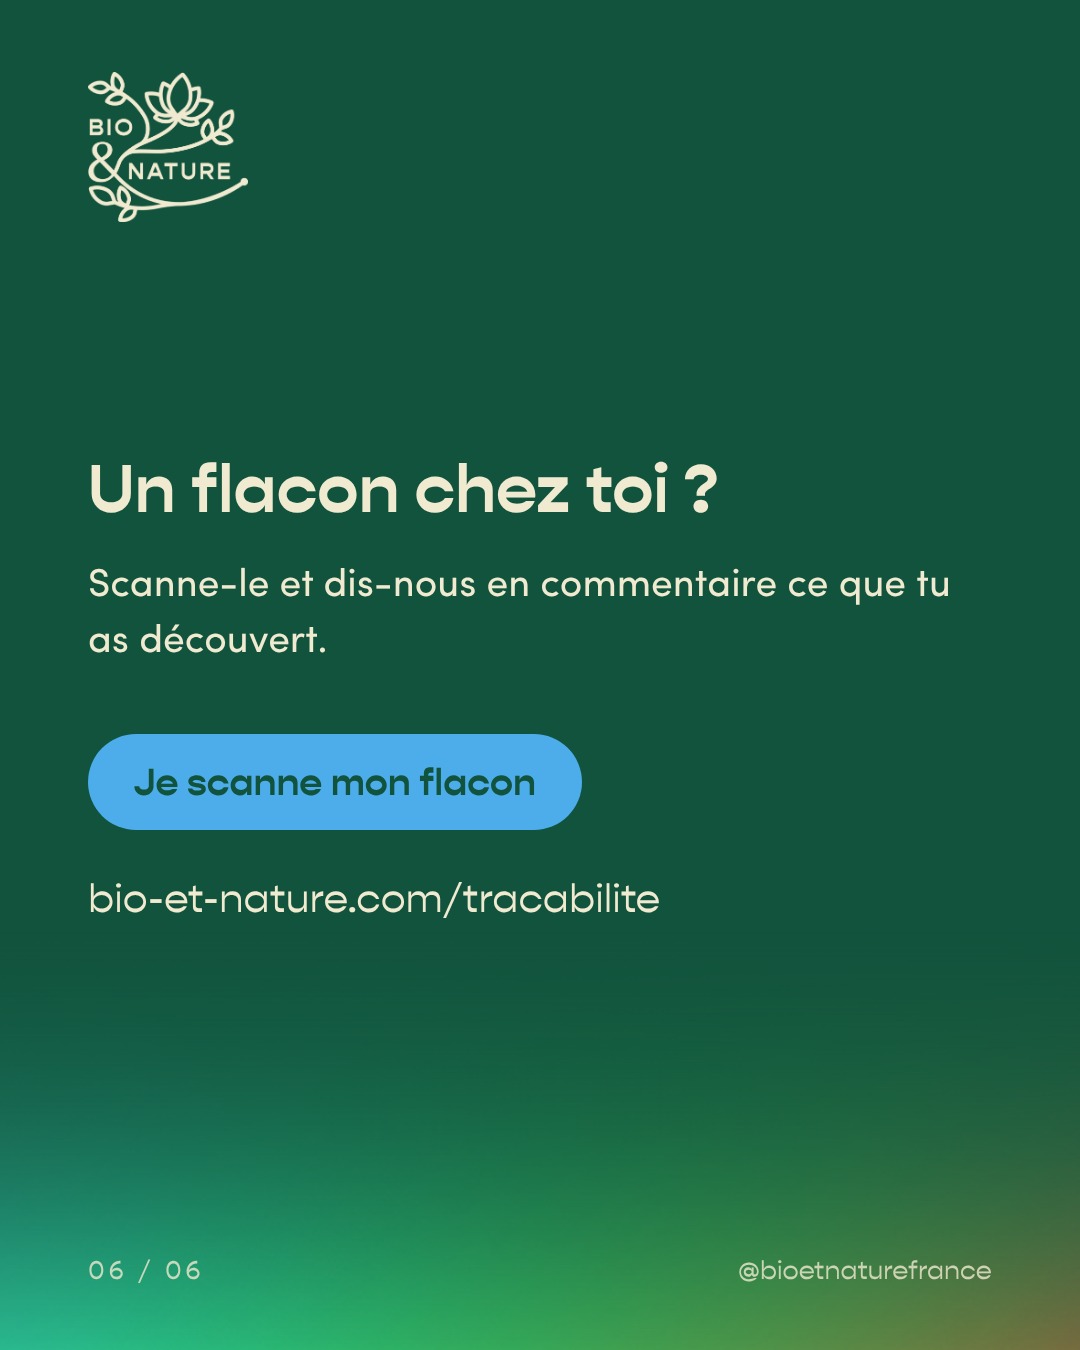 BIO
& NATURE
Un flacon chez toi ?
Scanne-le et dis-nous en commentaire ce que tu
as découvert.
Je scanne mon flacon
bio-et-nature.com/tracabilite
06 / 06
@bioetnaturefrance